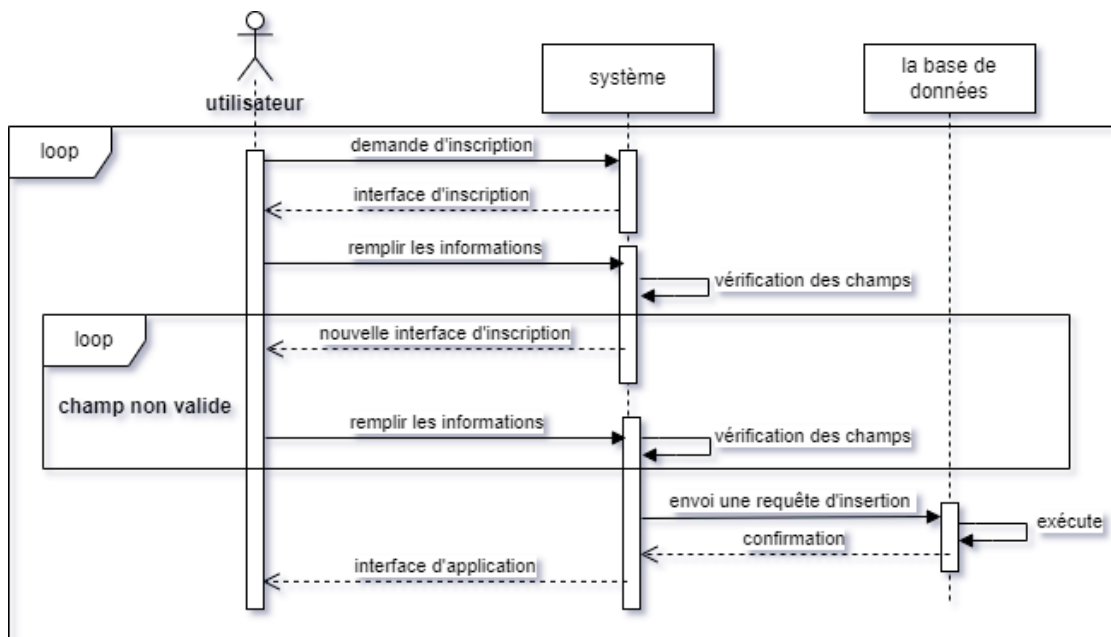 utilisateur
système
la base de
données
loop
demande d'inscription
interface d'inscription
remplir les informations
vérification des champs
loop
nouvelle interface d'inscription
champ non valide
remplir les informations
vérification des champs
envoi une requête d'insertion
exécute
confirmation
interface d'application